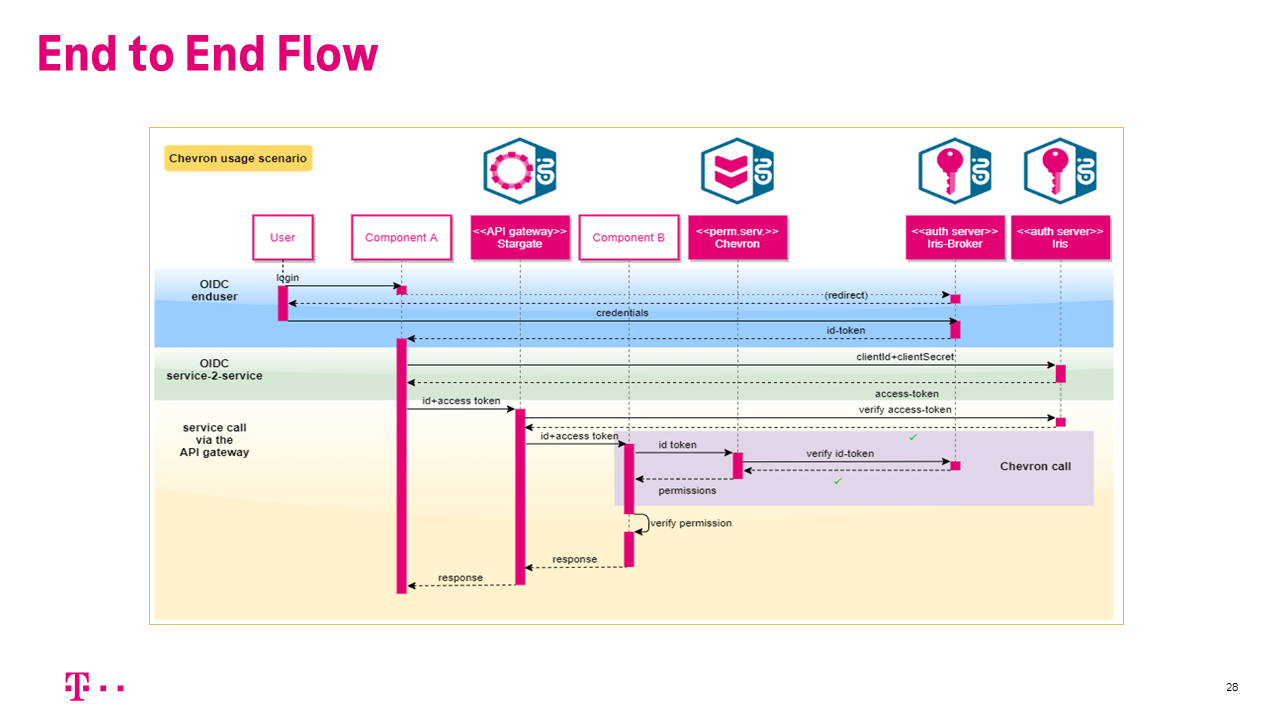 End to End Flow
Chevron usage scenario
User
Component A
<<API gateway>>
Stargate
Component B
<<perm.serv.>>
Chevron
<<auth server>>
Iris-Broker
<<auth server>>
Iris
OIDC
enduser
login
(redirect)
credentials
id-token
OIDC
service-2-service
clientId+clientSecret
access-token
service call
via the
API gateway
id+access token
verify access-token
id+access token
id token
verify id-token
Chevron call
permissions
verify permission
response
response
T
28